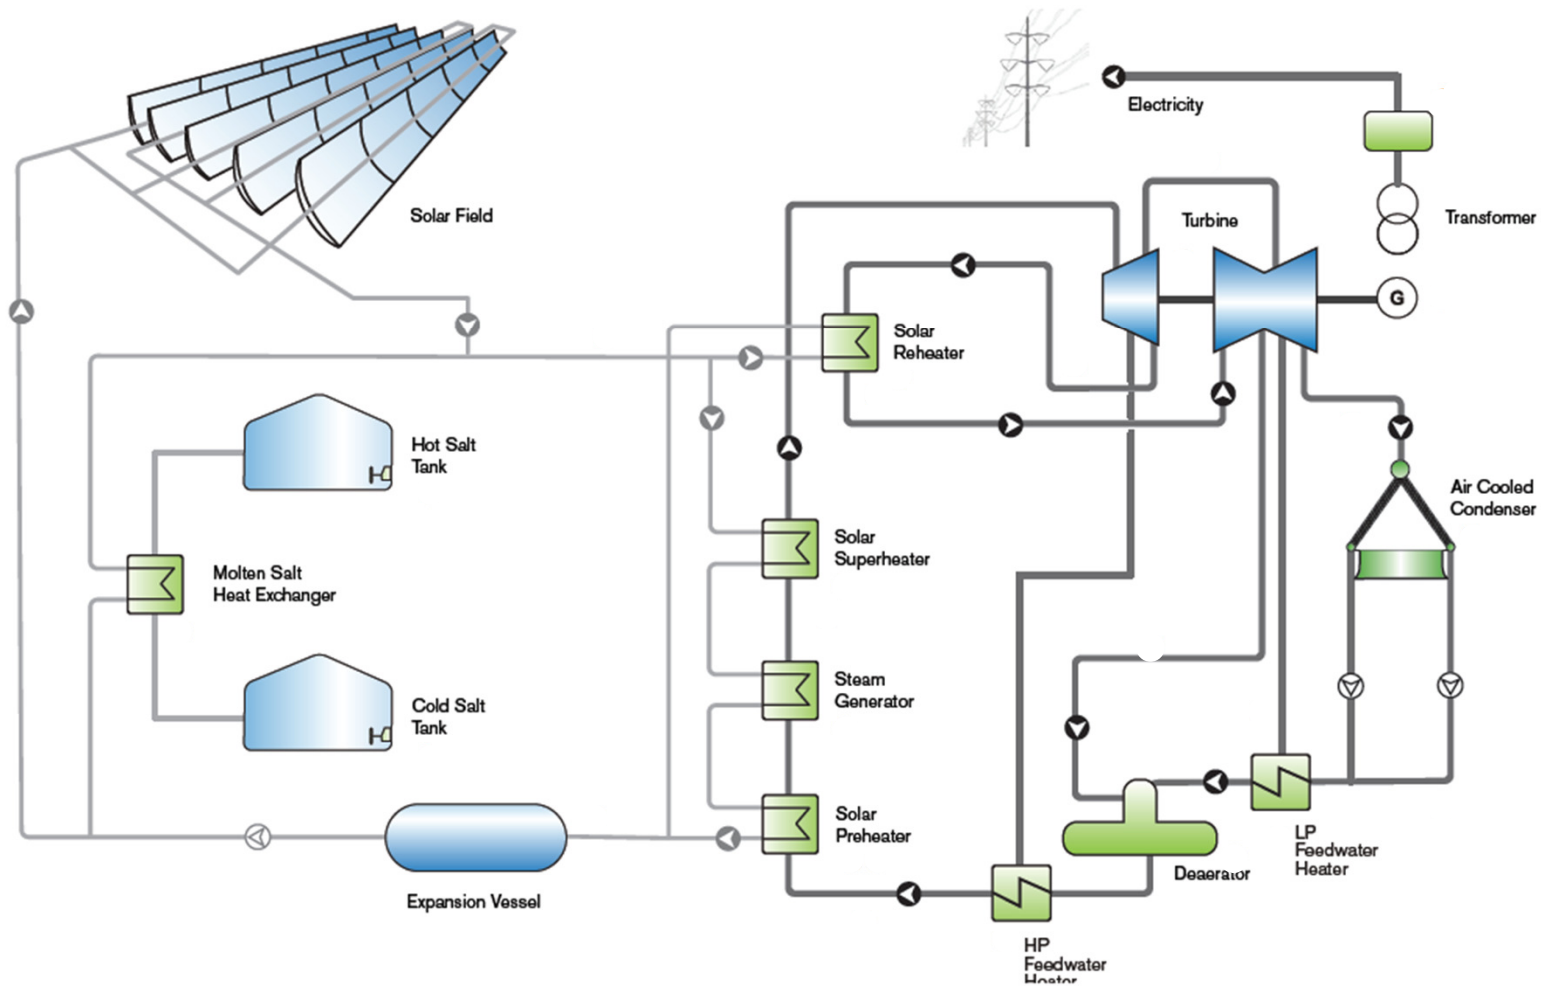 Electricity
Solar Field
Turbine
Transformer
G
Solar
Reheater
Hot Salt
Tank
Air Cooled
Condenser
Solar
Superheater
Molten Salt
Heat Exchanger
Steam
Generator
Cold Salt
Tank
Solar
Preheater
LP
Feedwater
Heater
Deaerator
Expansion Vessel
HP
Feedwater
Heater